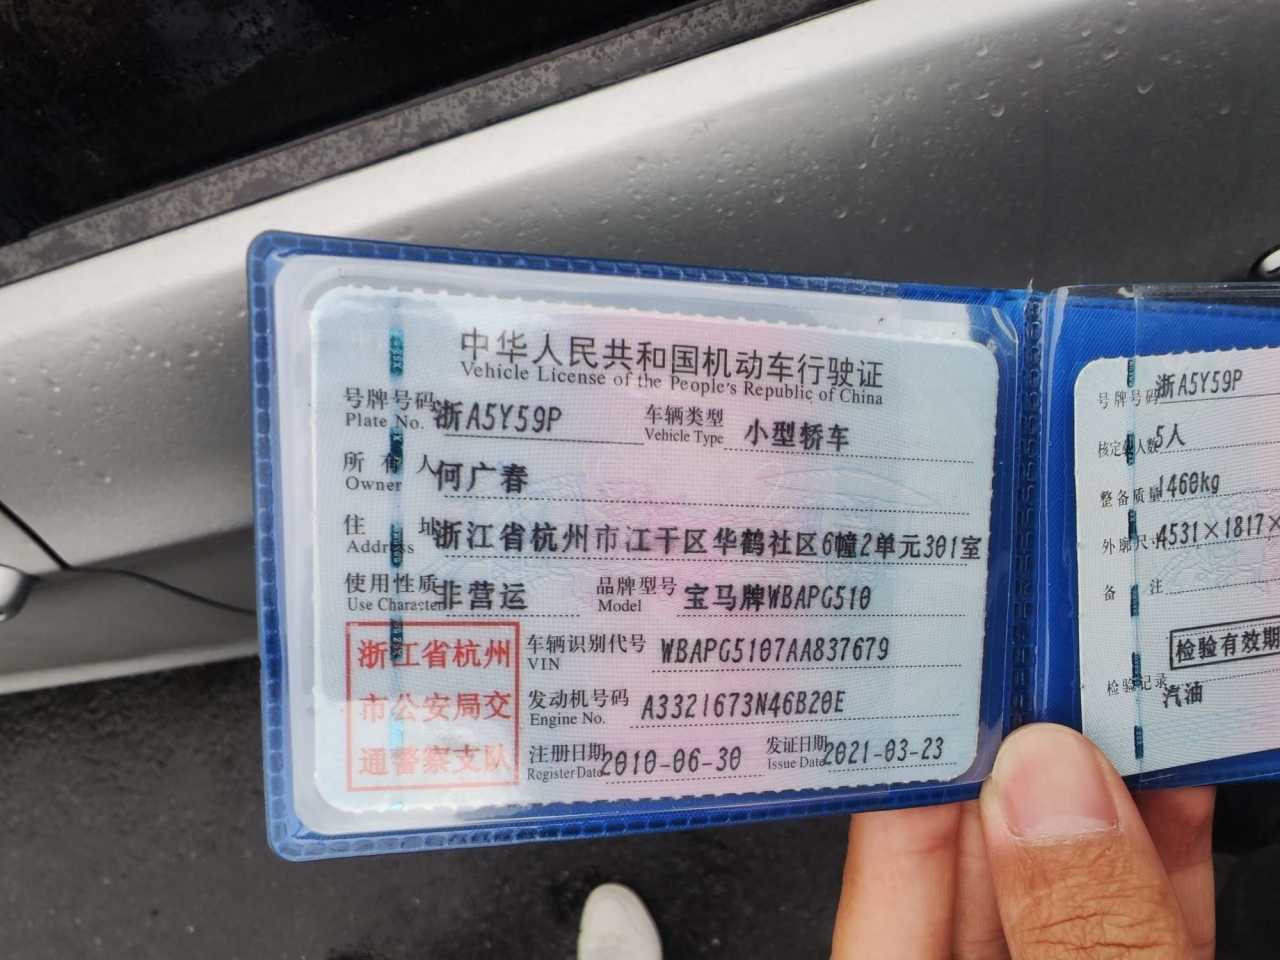 中华人民共和国机动车行驶证
Vehicle License of the People's Republic of China
号牌号码 浙A5Y59P 车辆类型 小型轿车
Plate No. Vehicle Type
所有人 何广春
Owner
住址 浙江省杭州市江干区华鹤社区6幢2单元301室
Address
使用性质 非营运 品牌型号 宝马牌WBAPG510
Use Character Model
浙江省杭州
市公安局交
通警察支队
车辆识别代号 WBAPG5107AA837679
VIN
发动机号码 A3321673N46B20E
Engine No.
注册日期 2010-06-30 发证日期 2021-03-23
Register Date Issue Date
号牌号码 浙A5Y59P
核定载人数 5人
整备质量 1460kg
外廓尺寸 4531×1817×
备注
检验有效期
检验记录
汽油